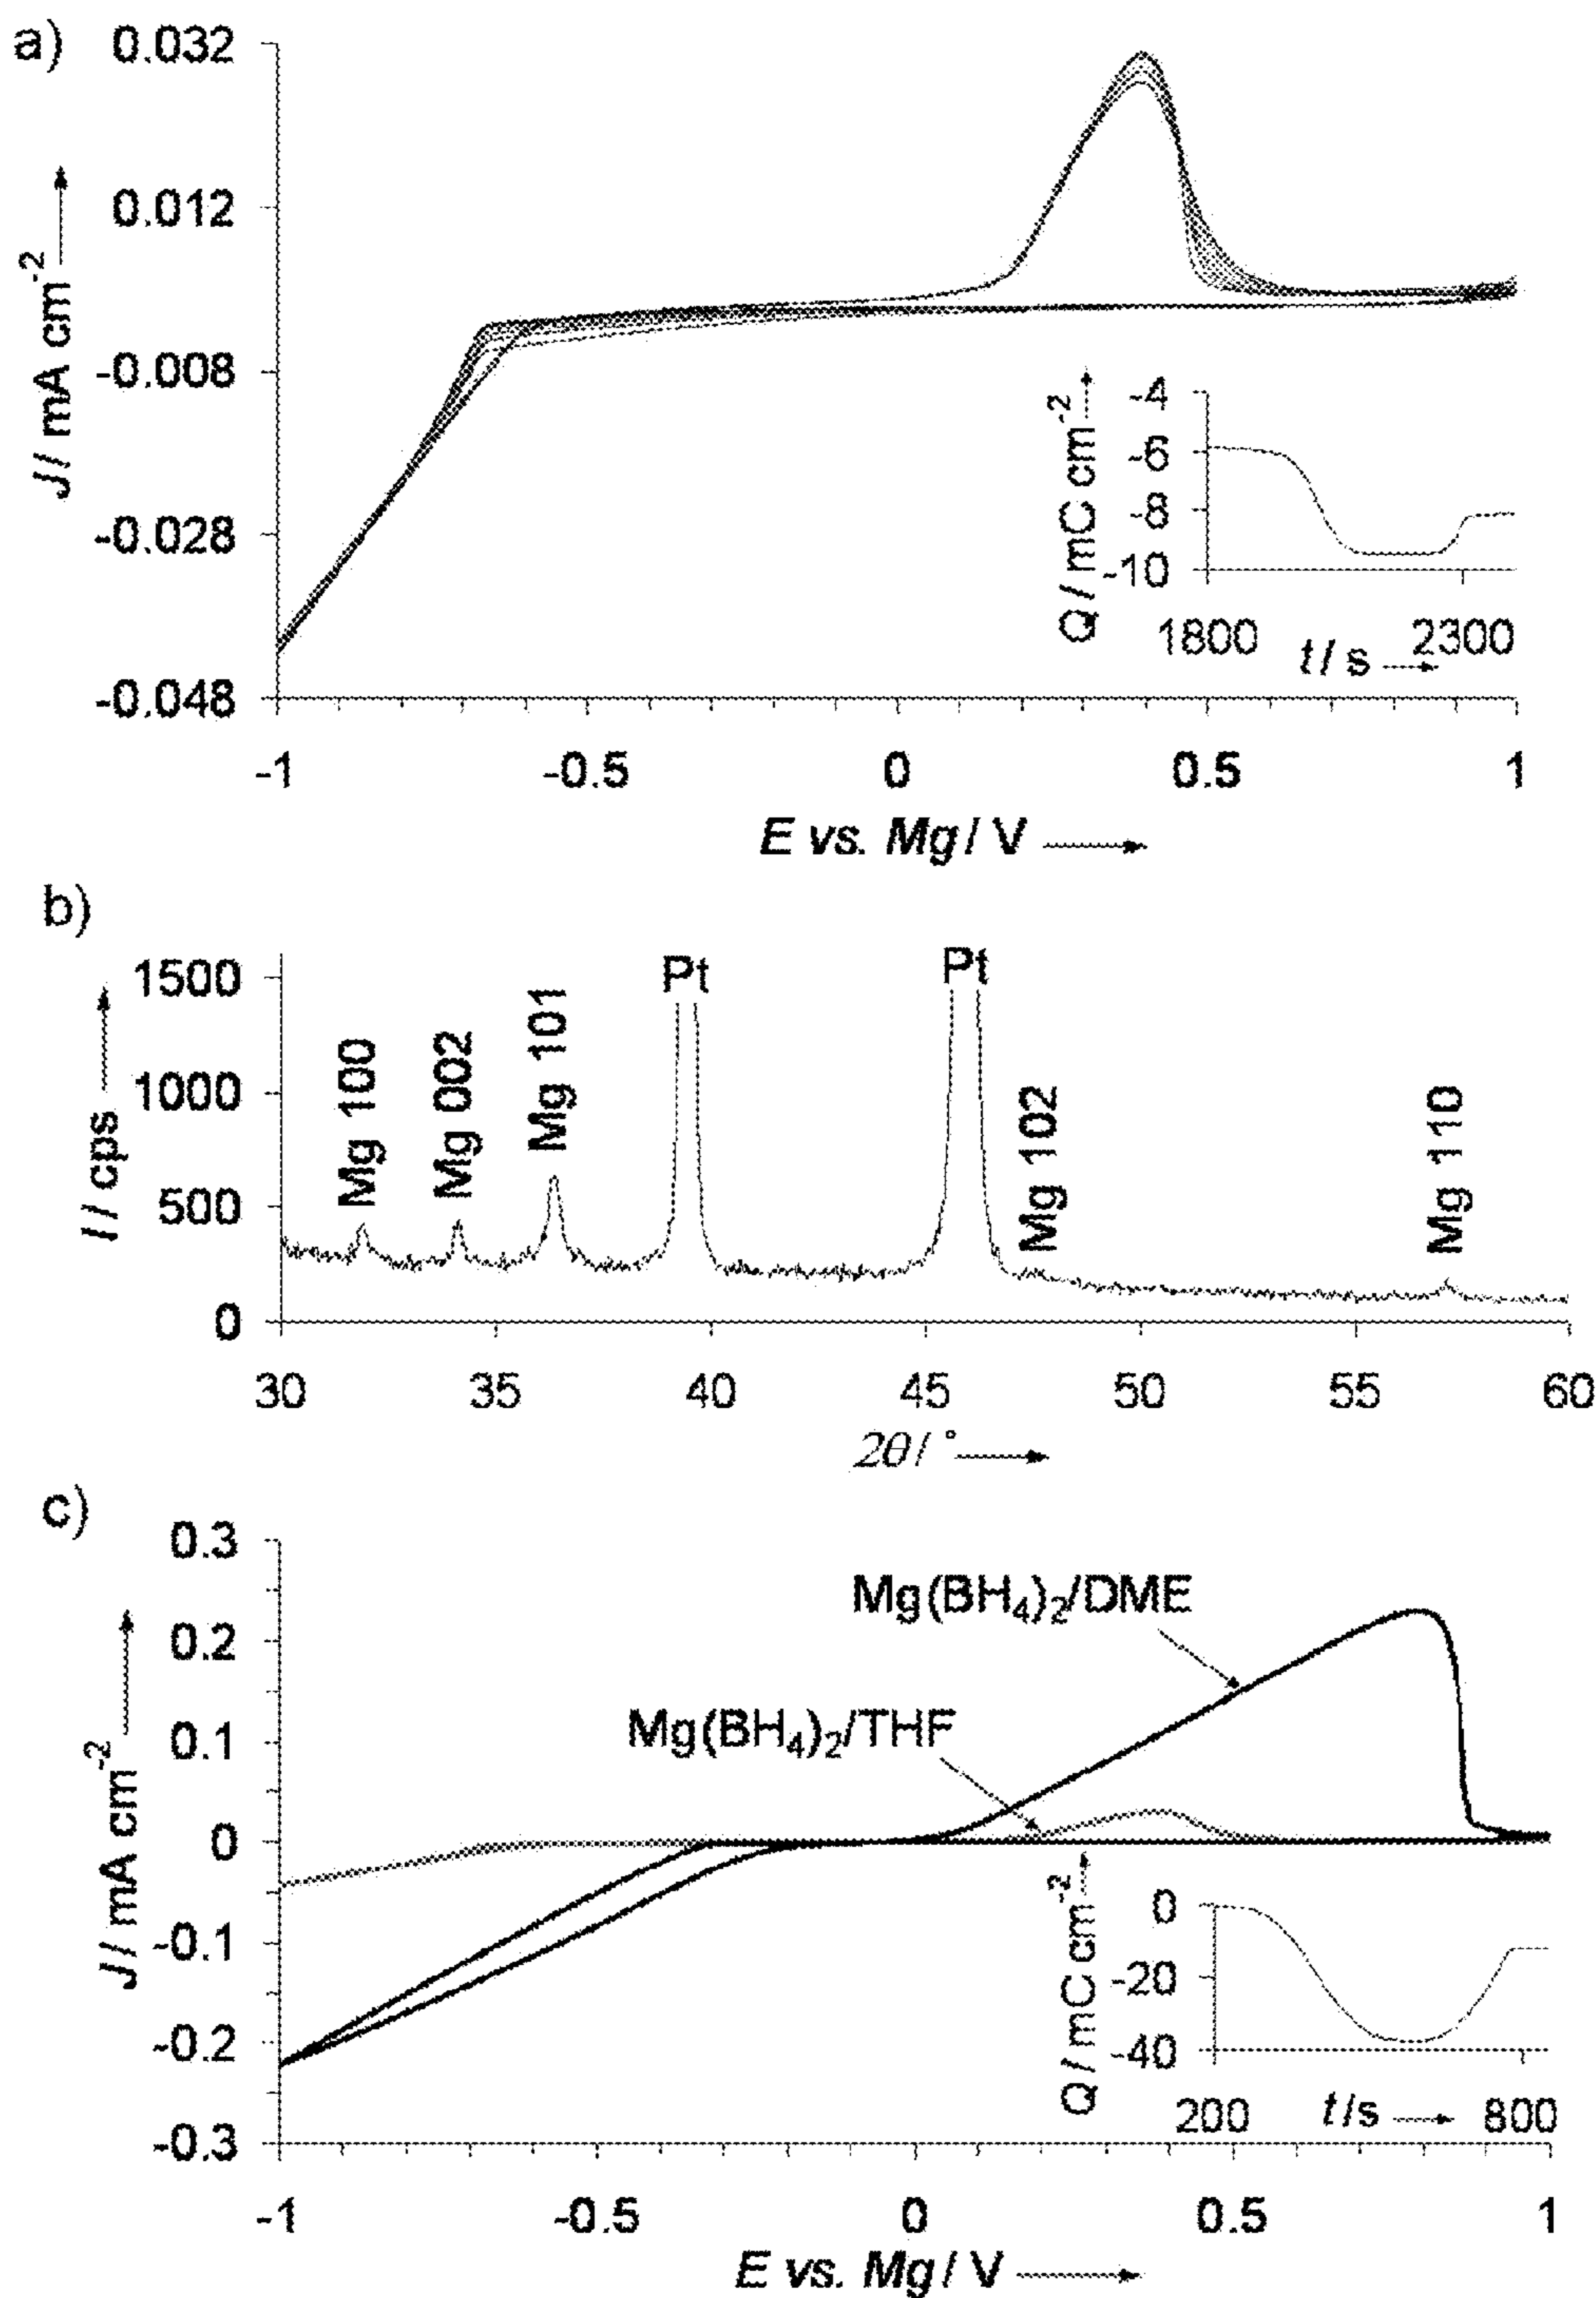 a)
0.032
0.012
-0.008
-0.028
-0.048
J / mA cm-2
-1 -0.5 0 0.5 1
E vs. Mg / V
-4
-6
-8
-10
Q / mC cm-2
1800 2300
t / s
b)
1500
1000
500
0
I / cps
Mg 100
Mg 002
Mg 101
Pt
Pt
Mg 102
Mg 110
30 35 40 45 50 55 60
2θ / °
c)
0.3
0.2
0.1
0
-0.1
-0.2
-0.3
J / mA cm-2
Mg(BH4)2/DME
Mg(BH4)2/THF
0
-20
-40
Q / mC cm-2
200 800
t /s
-1 -0.5 0 0.5 1
E vs. Mg / V